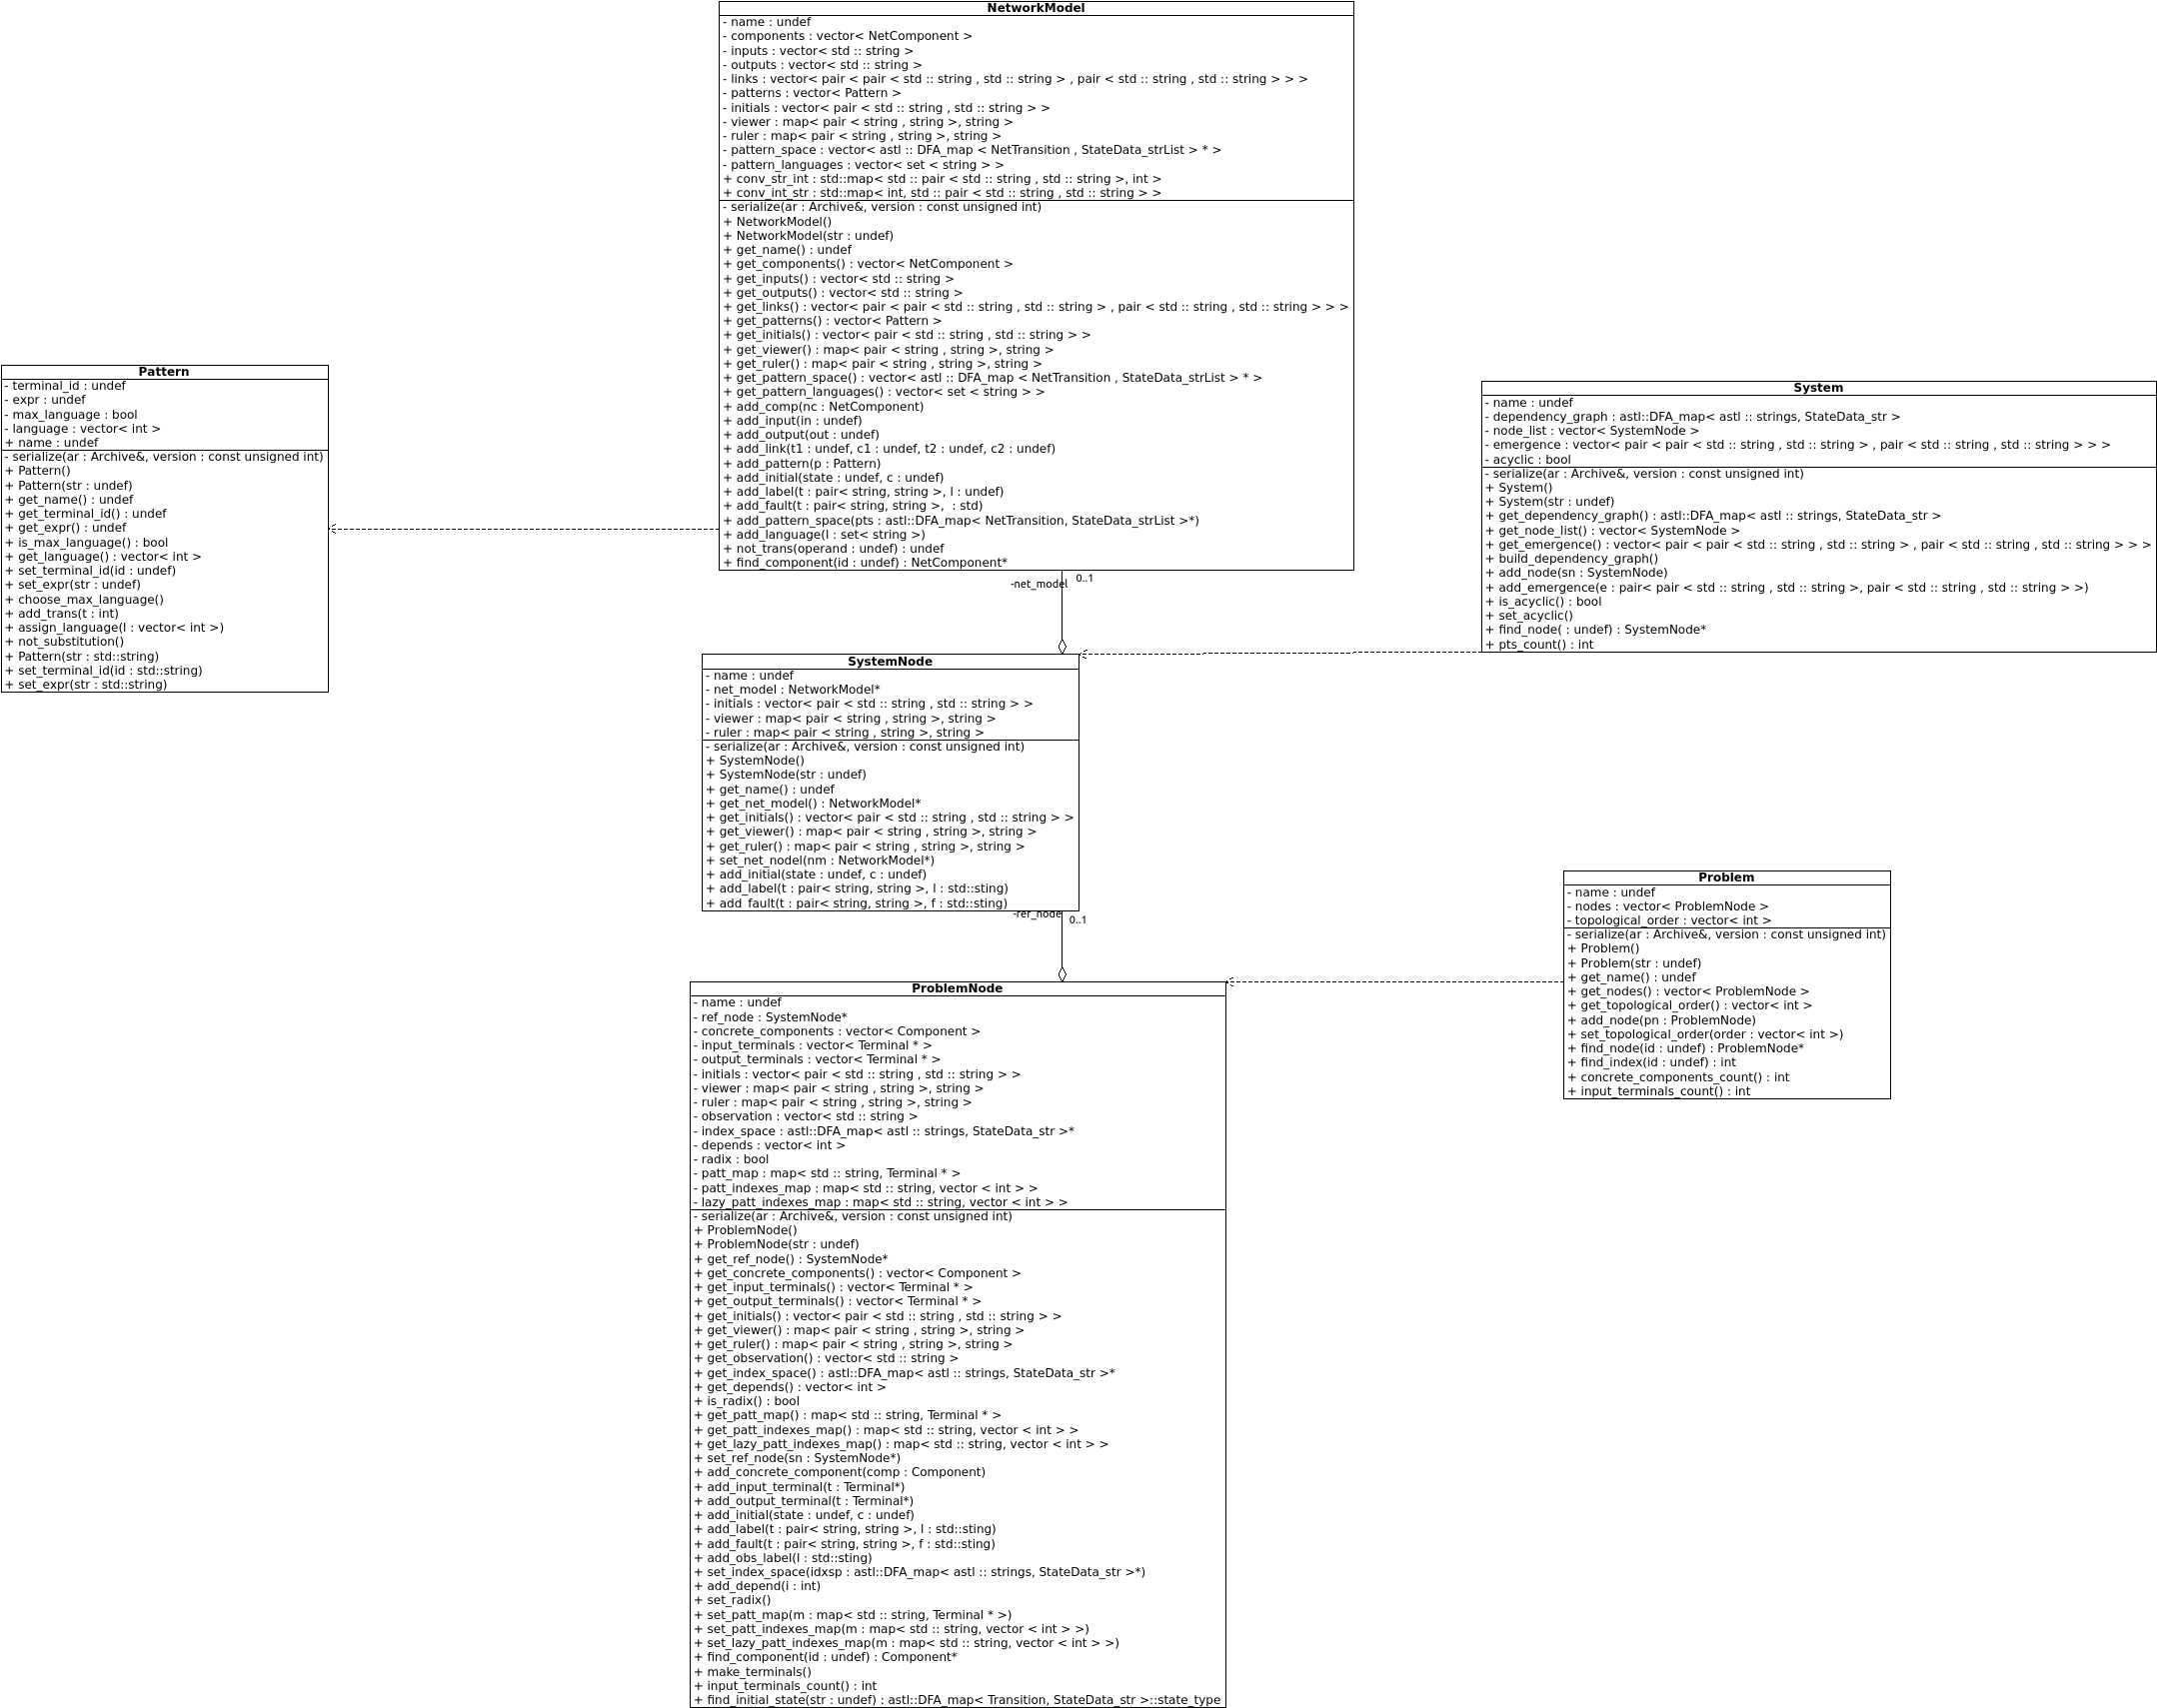 NetworkModel
- name : undef
- components : vector< NetComponent >
- inputs : vector< std :: string >
- outputs : vector< std :: string >
- links : vector< pair < pair < std :: string , std :: string > , pair < std :: string , std :: string > > >
- patterns : vector< Pattern >
- initials : vector< pair < std :: string , std :: string > >
- viewer : map< pair < string , string >, string >
- ruler : map< pair < string , string >, string >
- pattern_space : vector< astl :: DFA_map < NetTransition , StateData_strList > * >
- pattern_languages : vector< set < string > >
+ conv_str_int : std::map< std :: pair < std :: string , std :: string >, int >
+ conv_int_str : std::map< int, std :: pair < std :: string , std :: string > >
- serialize(ar : Archive&, version : const unsigned int)
+ NetworkModel()
+ NetworkModel(str : undef)
+ get_name() : undef
+ get_components() : vector< NetComponent >
+ get_inputs() : vector< std :: string >
+ get_outputs() : vector< std :: string >
+ get_links() : vector< pair < pair < std :: string , std :: string > , pair < std :: string , std :: string > > >
+ get_patterns() : vector< Pattern >
+ get_initials() : vector< pair < std :: string , std :: string > >
+ get_viewer() : map< pair < string , string >, string >
+ get_ruler() : map< pair < string , string >, string >
+ get_pattern_space() : vector< astl :: DFA_map < NetTransition , StateData_strList > * >
+ get_pattern_languages() : vector< set < string > >
+ add_comp(nc : NetComponent)
+ add_input(in : undef)
+ add_output(out : undef)
+ add_link(t1 : undef, c1 : undef, t2 : undef, c2 : undef)
+ add_pattern(p : Pattern)
+ add_initial(state : undef, c : undef)
+ add_label(t : pair< string, string >, l : undef)
+ add_fault(t : pair< string, string >,  : std)
+ add_pattern_space(pts : astl::DFA_map< NetTransition, StateData_strList >*)
+ add_language(l : set< string >)
+ not_trans(operand : undef) : undef
+ find_component(id : undef) : NetComponent*
Pattern
- terminal_id : undef
- expr : undef
- max_language : bool
- language : vector< int >
+ name : undef
- serialize(ar : Archive&, version : const unsigned int)
+ Pattern()
+ Pattern(str : undef)
+ get_name() : undef
+ get_terminal_id() : undef
+ get_expr() : undef
+ is_max_language() : bool
+ get_language() : vector< int >
+ set_terminal_id(id : undef)
+ set_expr(str : undef)
+ choose_max_language()
+ add_trans(t : int)
+ assign_language(l : vector< int >)
+ not_substitution()
+ Pattern(str : std::string)
+ set_terminal_id(id : std::string)
+ set_expr(str : std::string)
System
- name : undef
- dependency_graph : astl::DFA_map< astl :: strings, StateData_str >
- node_list : vector< SystemNode >
- emergence : vector< pair < pair < std :: string , std :: string > , pair < std :: string , std :: string > > >
- acyclic : bool
- serialize(ar : Archive&, version : const unsigned int)
+ System()
+ System(str : undef)
+ get_dependency_graph() : astl::DFA_map< astl :: strings, StateData_str >
+ get_node_list() : vector< SystemNode >
+ get_emergence() : vector< pair < pair < std :: string , std :: string > , pair < std :: string , std :: string > > >
+ build_dependency_graph()
+ add_node(sn : SystemNode)
+ add_emergence(e : pair< pair < std :: string , std :: string >, pair < std :: string , std :: string > >)
+ is_acyclic() : bool
+ set_acyclic()
+ find_node( : undef) : SystemNode*
+ pts_count() : int
-net_model
0..1
SystemNode
- name : undef
- net_model : NetworkModel*
- initials : vector< pair < std :: string , std :: string > >
- viewer : map< pair < string , string >, string >
- ruler : map< pair < string , string >, string >
- serialize(ar : Archive&, version : const unsigned int)
+ SystemNode()
+ SystemNode(str : undef)
+ get_name() : undef
+ get_net_model() : NetworkModel*
+ get_initials() : vector< pair < std :: string , std :: string > >
+ get_viewer() : map< pair < string , string >, string >
+ get_ruler() : map< pair < string , string >, string >
+ set_net_nodel(nm : NetworkModel*)
+ add_initial(state : undef, c : undef)
+ add_label(t : pair< string, string >, l : std::sting)
+ add_fault(t : pair< string, string >, f : std::sting)
-ref_node
0..1
Problem
- name : undef
- nodes : vector< ProblemNode >
- topological_order : vector< int >
- serialize(ar : Archive&, version : const unsigned int)
+ Problem()
+ Problem(str : undef)
+ get_name() : undef
+ get_nodes() : vector< ProblemNode >
+ get_topological_order() : vector< int >
+ add_node(pn : ProblemNode)
+ set_topological_order(order : vector< int >)
+ find_node(id : undef) : ProblemNode*
+ find_index(id : undef) : int
+ concrete_components_count() : int
+ input_terminals_count() : int
ProblemNode
- name : undef
- ref_node : SystemNode*
- concrete_components : vector< Component >
- input_terminals : vector< Terminal * >
- output_terminals : vector< Terminal * >
- initials : vector< pair < std :: string , std :: string > >
- viewer : map< pair < string , string >, string >
- ruler : map< pair < string , string >, string >
- observation : vector< std :: string >
- index_space : astl::DFA_map< astl :: strings, StateData_str >*
- depends : vector< int >
- radix : bool
- patt_map : map< std :: string, Terminal * >
- patt_indexes_map : map< std :: string, vector < int > >
- lazy_patt_indexes_map : map< std :: string, vector < int > >
- serialize(ar : Archive&, version : const unsigned int)
+ ProblemNode()
+ ProblemNode(str : undef)
+ get_ref_node() : SystemNode*
+ get_concrete_components() : vector< Component >
+ get_input_terminals() : vector< Terminal * >
+ get_output_terminals() : vector< Terminal * >
+ get_initials() : vector< pair < std :: string , std :: string > >
+ get_viewer() : map< pair < string , string >, string >
+ get_ruler() : map< pair < string , string >, string >
+ get_observation() : vector< std :: string >
+ get_index_space() : astl::DFA_map< astl :: strings, StateData_str >*
+ get_depends() : vector< int >
+ is_radix() : bool
+ get_patt_map() : map< std :: string, Terminal * >
+ get_patt_indexes_map() : map< std :: string, vector < int > >
+ get_lazy_patt_indexes_map() : map< std :: string, vector < int > >
+ set_ref_node(sn : SystemNode*)
+ add_concrete_component(comp : Component)
+ add_input_terminal(t : Terminal*)
+ add_output_terminal(t : Terminal*)
+ add_initial(state : undef, c : undef)
+ add_label(t : pair< string, string >, l : std::sting)
+ add_fault(t : pair< string, string >, f : std::sting)
+ add_obs_label(l : std::sting)
+ set_index_space(idxsp : astl::DFA_map< astl :: strings, StateData_str >*)
+ add_depend(i : int)
+ set_radix()
+ set_patt_map(m : map< std :: string, Terminal * >)
+ set_patt_indexes_map(m : map< std :: string, vector < int > >)
+ set_lazy_patt_indexes_map(m : map< std :: string, vector < int > >)
+ find_component(id : undef) : Component*
+ make_terminals()
+ input_terminals_count() : int
+ find_initial_state(str : undef) : astl::DFA_map< Transition, StateData_str >::state_type